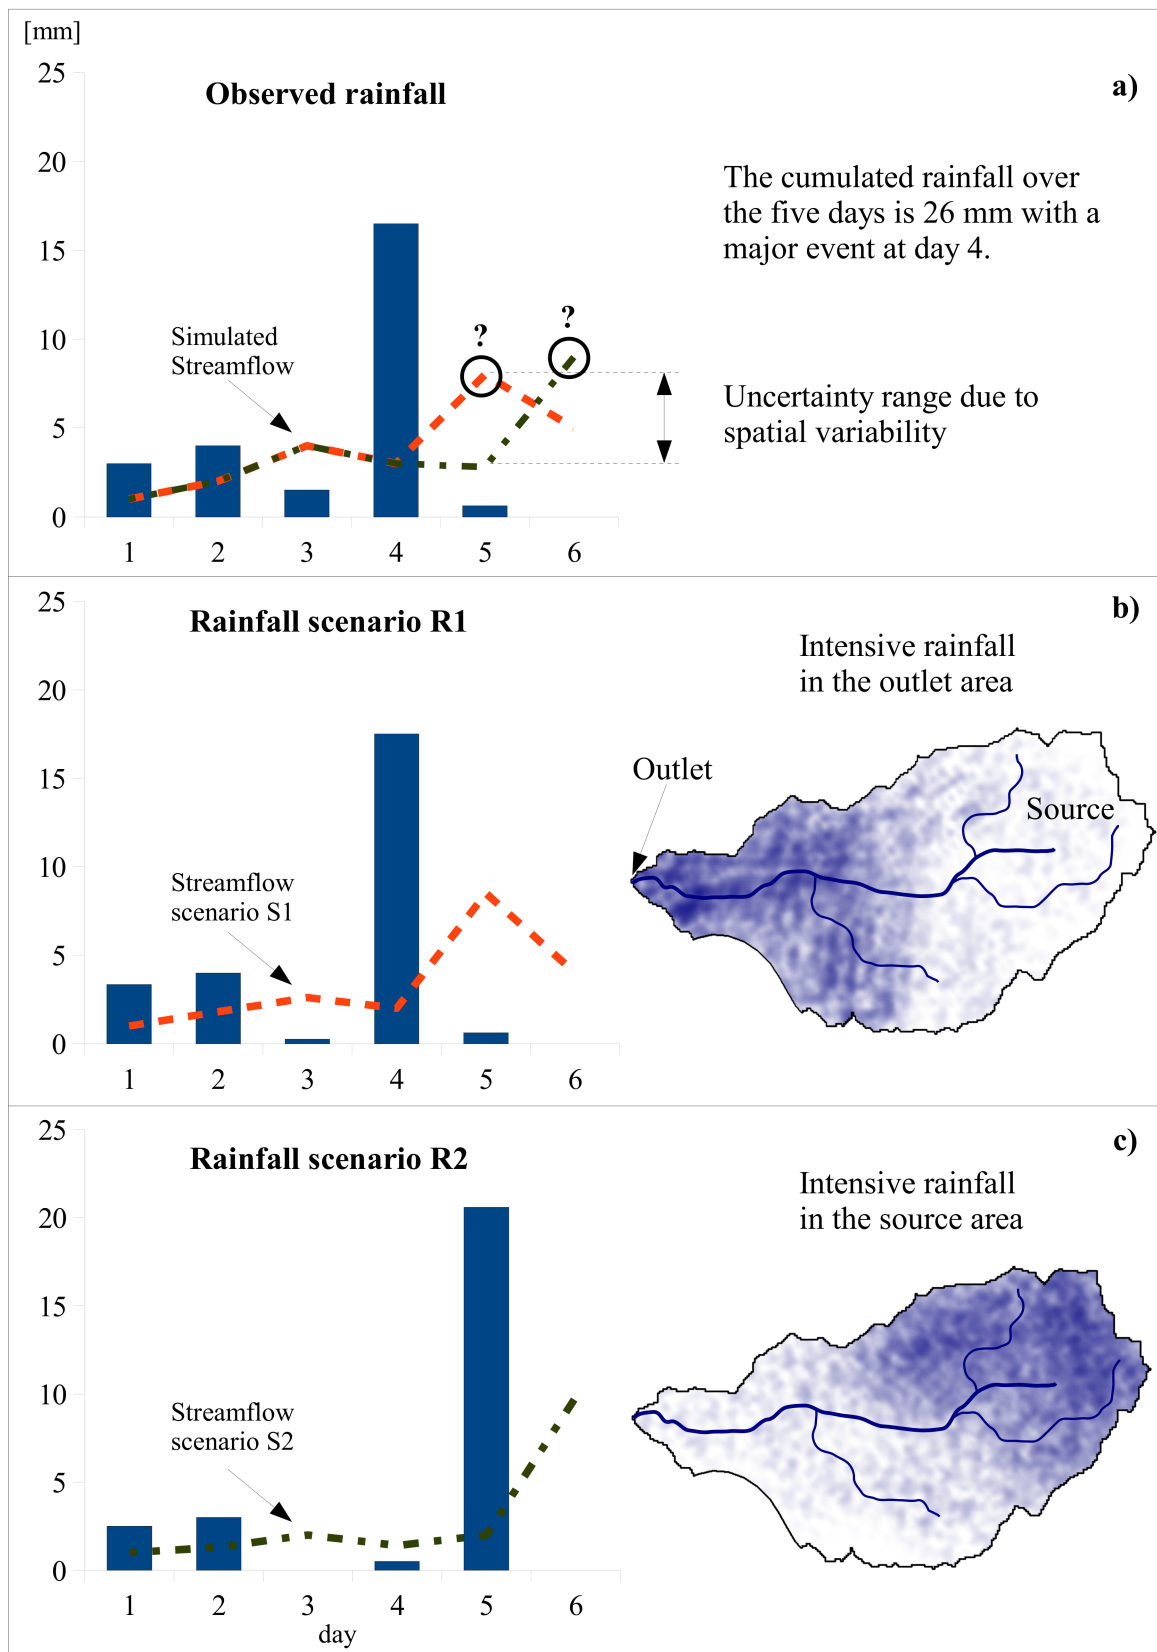 [mm]
Observed rainfall
a)
25
20
15
10
5
0
1 2 3 4 5 6
Simulated
Streamflow
?
?
The cumulated rainfall over
the five days is 26 mm with a
major event at day 4.
Uncertainty range due to
spatial variability
Rainfall scenario R1
b)
25
20
15
10
5
0
1 2 3 4 5 6
Streamflow
scenario S1
Intensive rainfall
in the outlet area
Outlet
Source
Rainfall scenario R2
c)
25
20
15
10
5
0
1 2 3 4 5 6
day
Streamflow
scenario S2
Intensive rainfall
in the source area